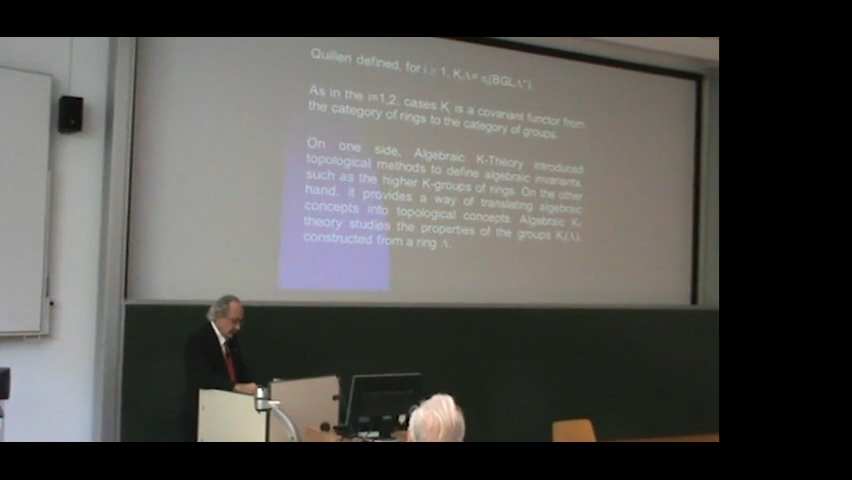 Quillen defined, for i ≥ 1, KᵢΛ= πᵢ(BGLΛ⁺).
As in the i=1,2, cases Kᵢ is a covariant functor from
the category of rings to the category of groups.
On one side, Algebraic K-Theory introduced
topological methods to define algebraic invariants,
such as the higher K-groups of rings. On the other
hand, it provides a way of translating algebraic
concepts into topological concepts. Algebraic K-
theory studies the properties of the groups Kᵢ(Λ),
constructed from a ring Λ.